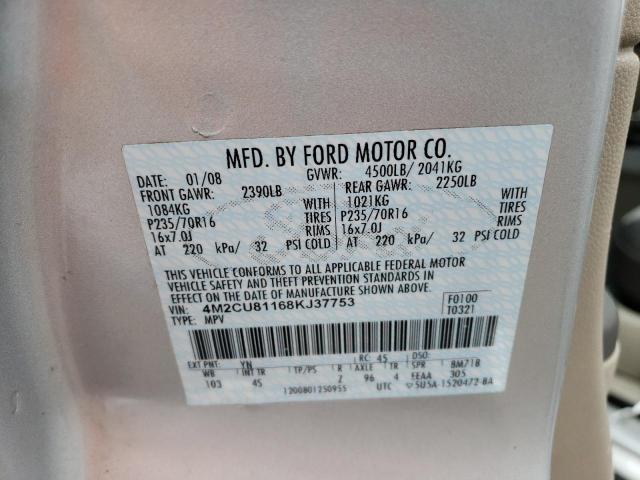 MFD. BY FORD MOTOR CO.
DATE: 01/08 GVWR: 4500LB/ 2041KG
FRONT GAWR: 2390LB REAR GAWR: 2250LB
1084KG WITH 1021KG WITH
P235/70R16 TIRES P235/70R16 TIRES
16x7.0J RIMS 16x7.0J RIMS
AT 220 kPa/ 32 PSI COLD AT 220 kPa/ 32 PSI COLD
THIS VEHICLE CONFORMS TO ALL APPLICABLE FEDERAL MOTOR
VEHICLE SAFETY AND THEFT PREVENTION STANDARDS IN
EFFECT ON THE DATE OF MANUFACTURE SHOWN ABOVE.
VIN: 4M2CU81168KJ37753 F0100
TYPE: MPV T0321
EXT PNT: YN RC: 45 DSO:
WB INT TR TP/PS R AXLE TR SPR BM71B
103 4S 2 96 4 EEAA 305
1200801250955 UTC 5U5A-1520472-BA